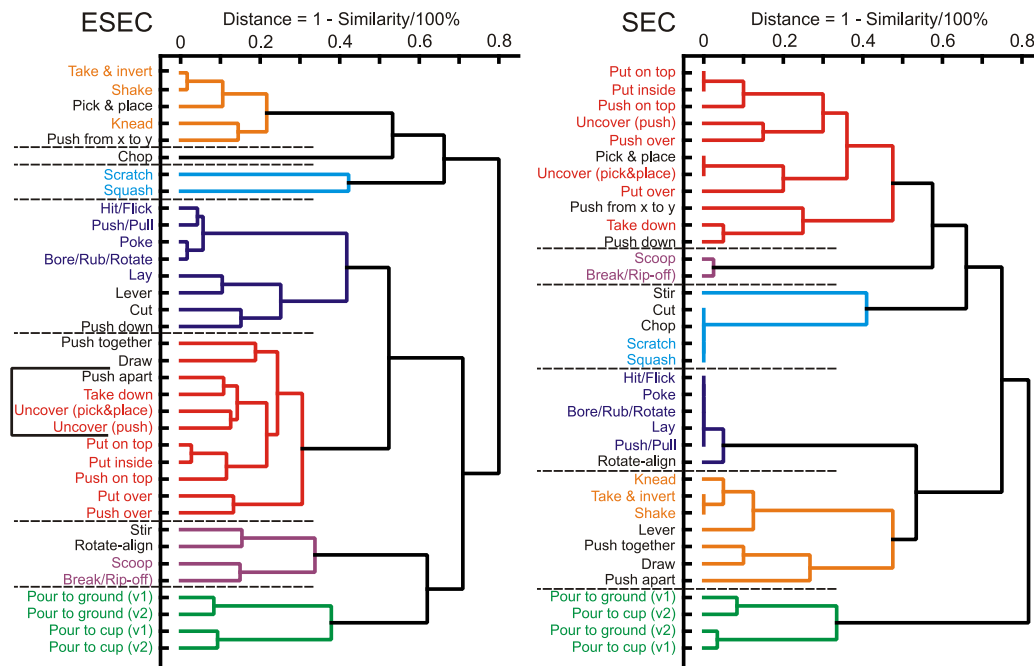 ESEC
Distance = 1 - Similarity/100%
0 0.2 0.4 0.6 0.8
Take & invert
Shake
Pick & place
Knead
Push from x to y
Chop
Scratch
Squash
Hit/Flick
Push/Pull
Poke
Bore/Rub/Rotate
Lay
Lever
Cut
Push down
Push together
Draw
Push apart
Take down
Uncover (pick&place)
Uncover (push)
Put on top
Put inside
Push on top
Put over
Push over
Stir
Rotate-align
Scoop
Break/Rip-off)
Pour to ground (v1)
Pour to ground (v2)
Pour to cup (v1)
Pour to cup (v2)
SEC
Distance = 1 - Similarity/100%
0 0.2 0.4 0.6 0.8
Put on top
Put inside
Push on top
Uncover (push)
Push over
Pick & place
Uncover (pick&place)
Put over
Push from x to y
Take down
Push down
Scoop
Break/Rip-off)
Stir
Cut
Chop
Scratch
Squash
Hit/Flick
Poke
Bore/Rub/Rotate
Lay
Push/Pull
Rotate-align
Knead
Take & invert
Shake
Lever
Push together
Draw
Push apart
Pour to ground (v1)
Pour to cup (v2)
Pour to ground (v2)
Pour to cup (v1)